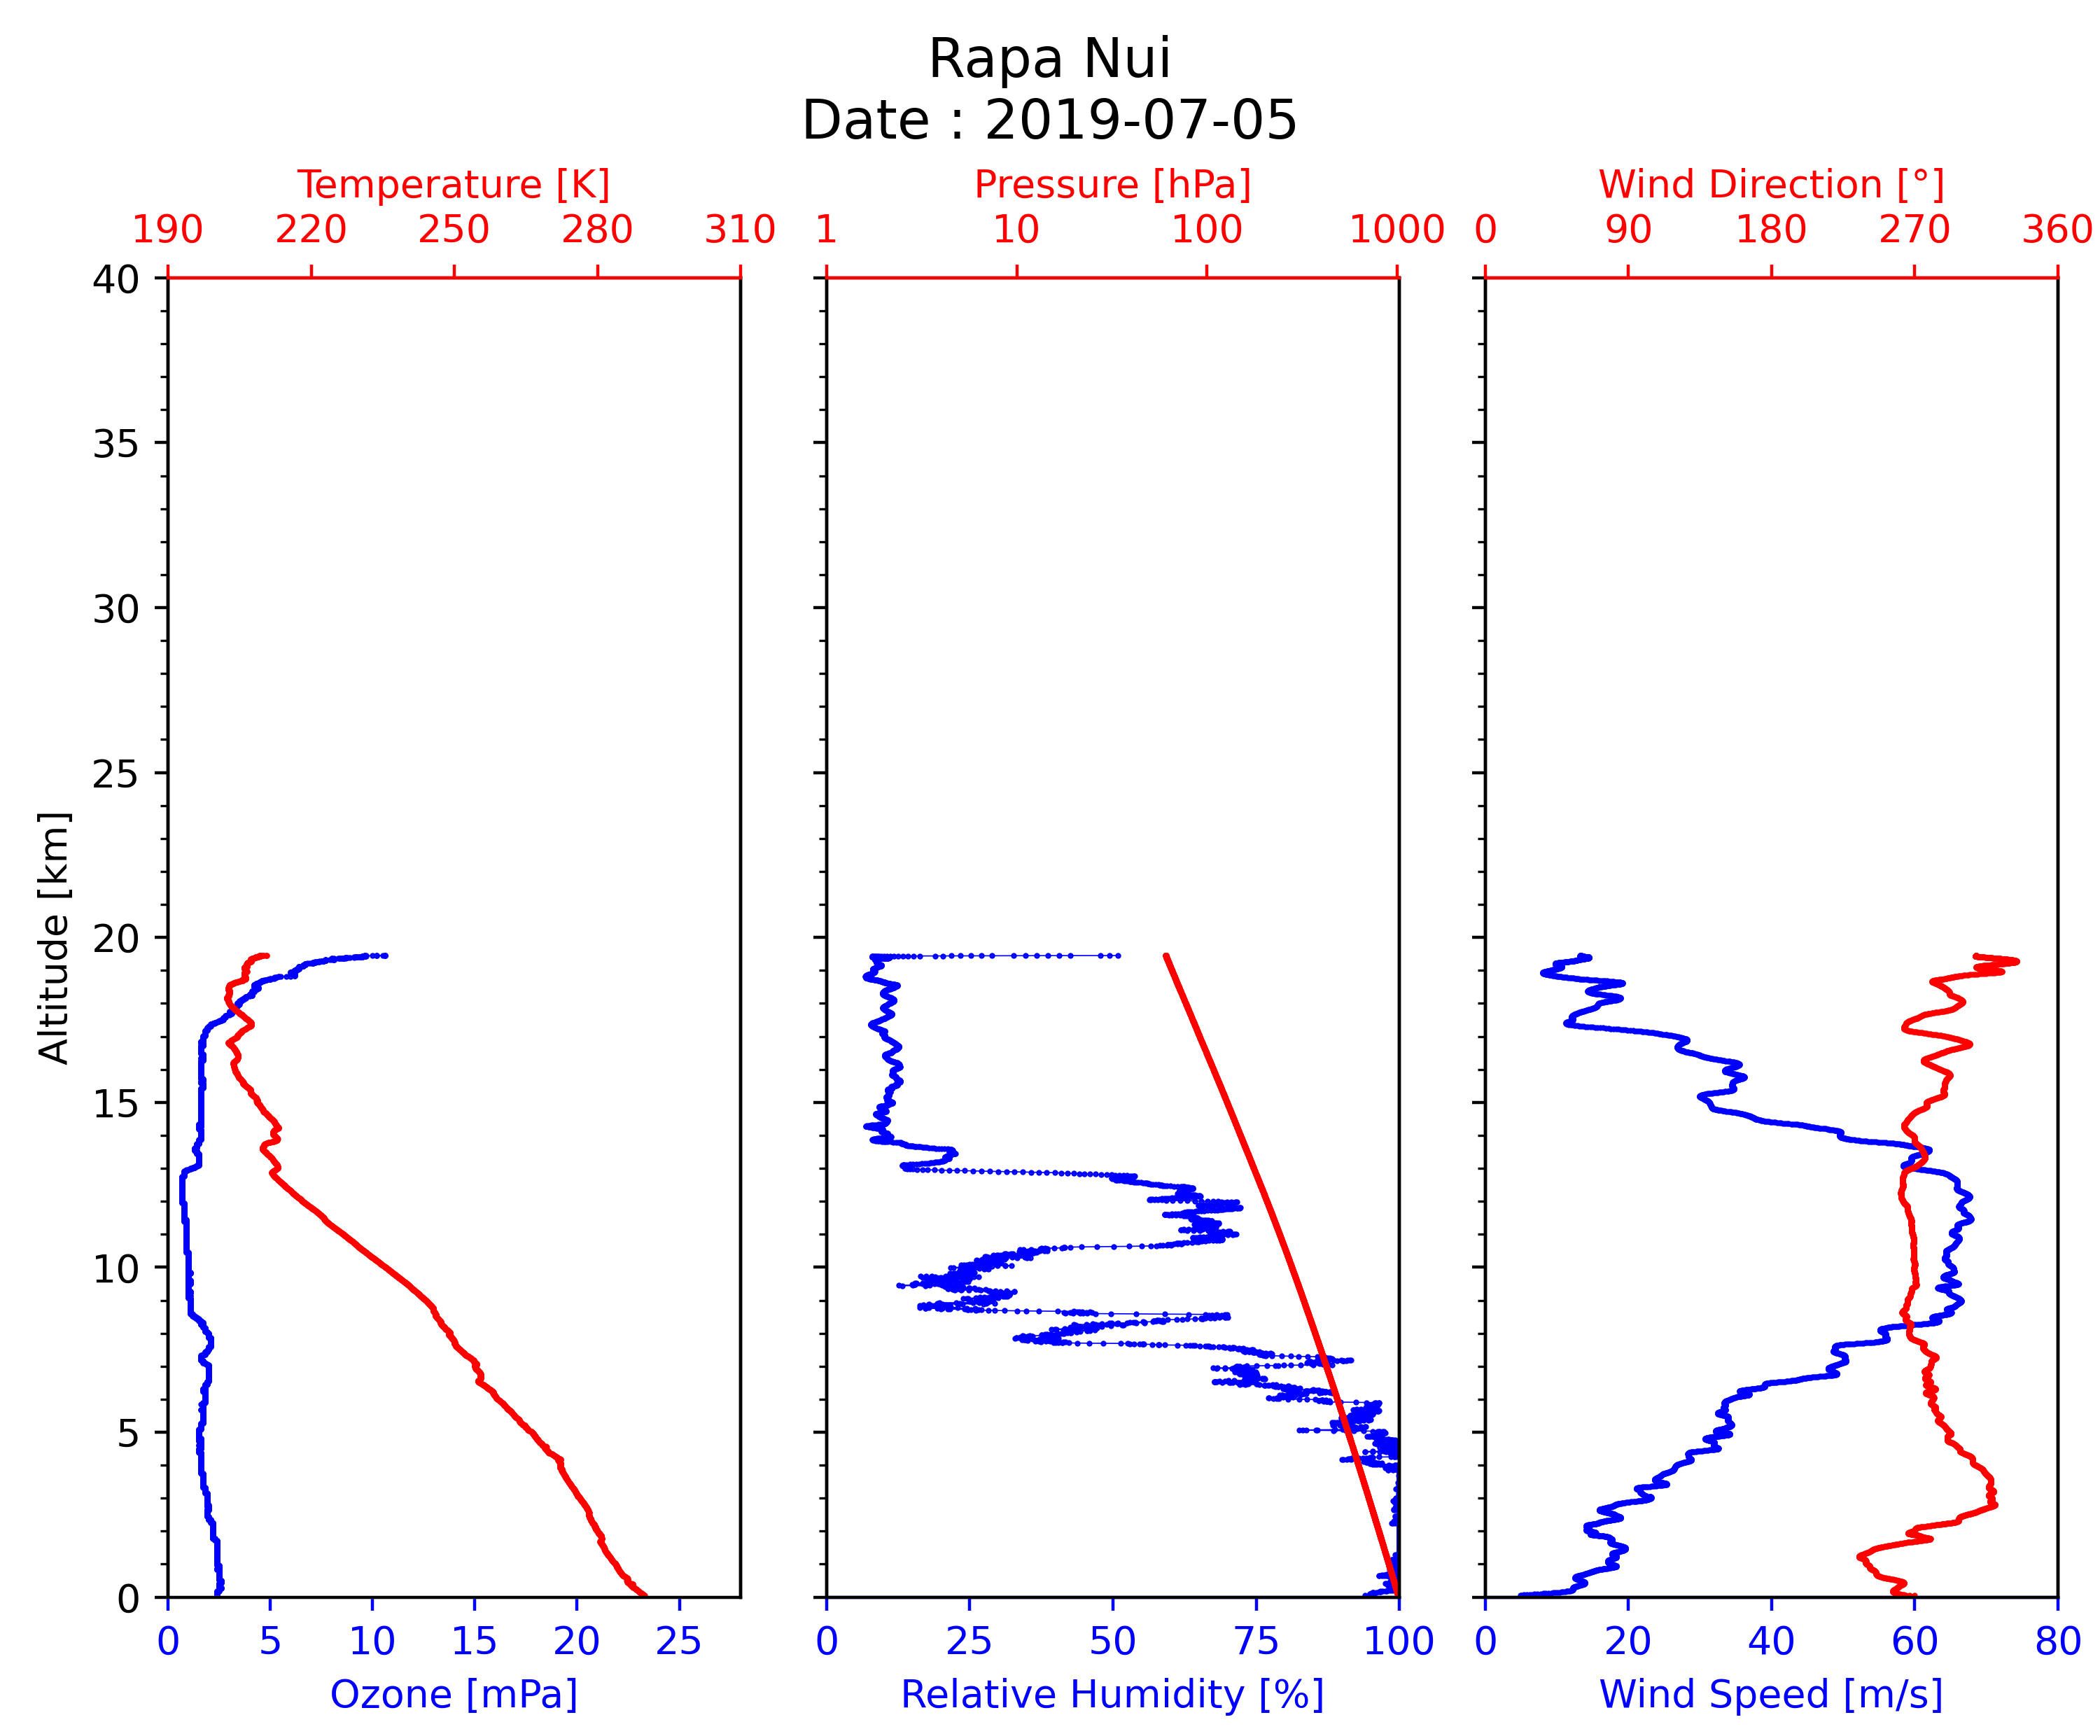 Rapa Nui
Date : 2019-07-05
Temperature [K] Pressure [hPa] Wind Direction [°]
190 220 250 280 310 1 10 100 1000 0 90 180 270 360
40
35
30
25
20
15
10
5
0
Altitude [km]
0 5 10 15 20 25 0 25 50 75 100 0 20 40 60 80
Ozone [mPa] Relative Humidity [%] Wind Speed [m/s]